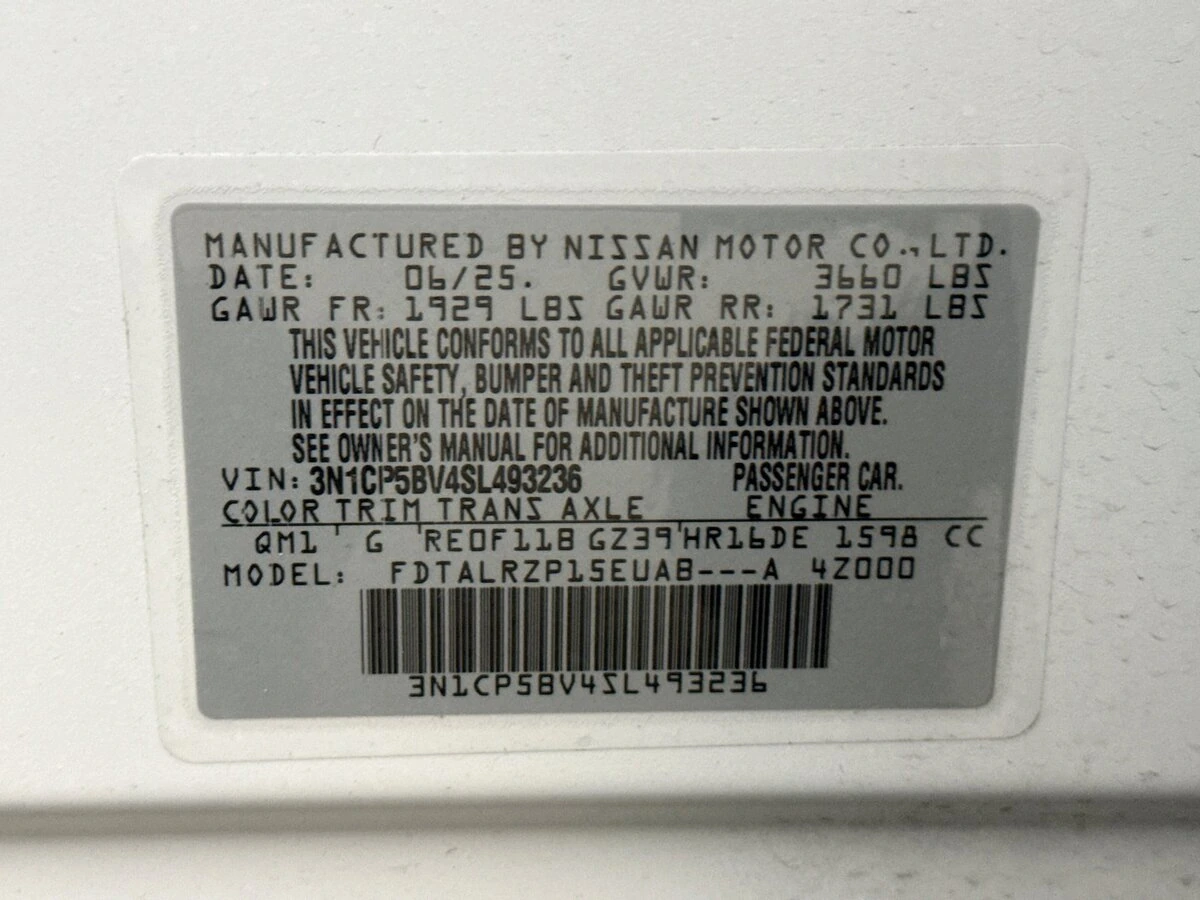 MANUFACTURED BY NISSAN MOTOR CO., LTD.
DATE: 06/25. GVWR: 3660 LBS
GAWR FR: 1929 LBS GAWR RR: 1731 LBS
THIS VEHICLE CONFORMS TO ALL APPLICABLE FEDERAL MOTOR
VEHICLE SAFETY, BUMPER AND THEFT PREVENTION STANDARDS
IN EFFECT ON THE DATE OF MANUFACTURE SHOWN ABOVE.
SEE OWNER'S MANUAL FOR ADDITIONAL INFORMATION.
VIN: 3N1CP5BV4SL493236 PASSENGER CAR.
COLOR TRIM TRANS AXLE ENGINE
QM1 G RE0F11B GZ39 HR16DE 1598 CC
MODEL: FDTALRZP15EUAB---A 4Z000
3N1CP5BV4SL493236